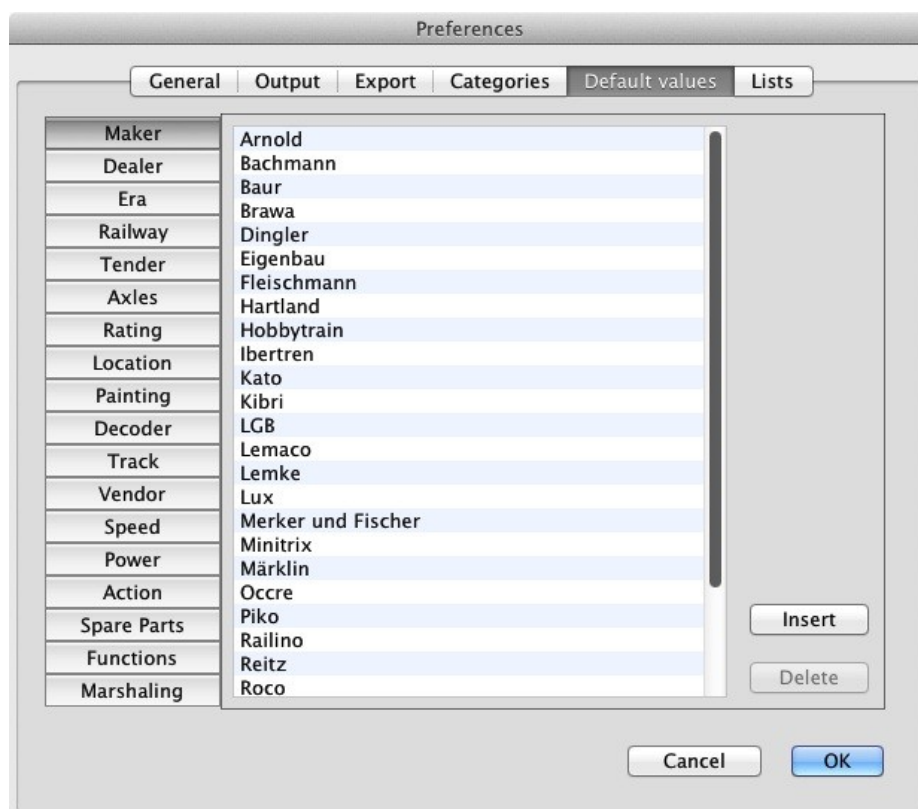 Preferences
General Output Export Categories Default values Lists
Maker
Dealer
Era
Railway
Tender
Axles
Rating
Location
Painting
Decoder
Track
Vendor
Speed
Power
Action
Spare Parts
Functions
Marshaling
Arnold
Bachmann
Baur
Brawa
Dingler
Eigenbau
Fleischmann
Hartland
Hobbytrain
Ibertren
Kato
Kibri
LGB
Lemaco
Lemke
Lux
Merker und Fischer
Minitrix
Märklin
Occre
Piko
Railino
Reitz
Roco
Insert
Delete
Cancel OK